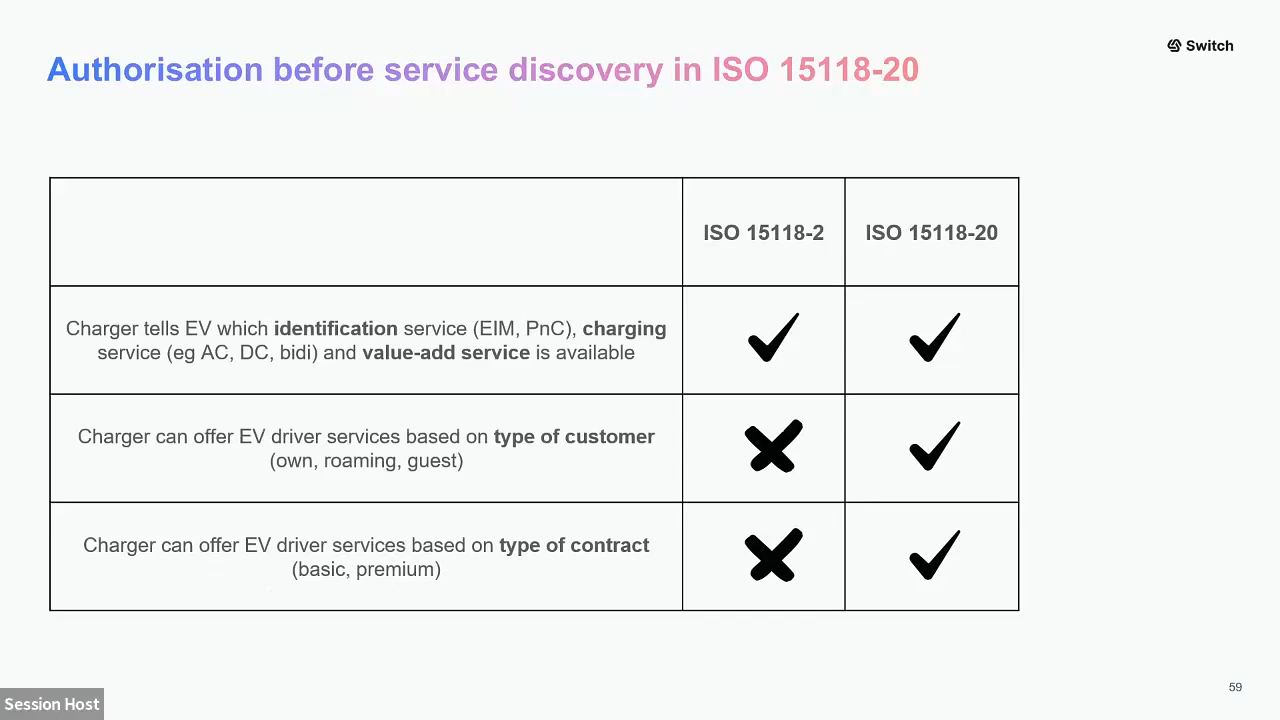 Switch
Authorisation before service discovery in ISO 15118-20
ISO 15118-2
ISO 15118-20
Charger tells EV which identification service (EIM, PnC), charging
service (eg AC, DC, bidi) and value-add service is available
Charger can offer EV driver services based on type of customer
(own, roaming, guest)
Charger can offer EV driver services based on type of contract
(basic, premium)
59
Session Host